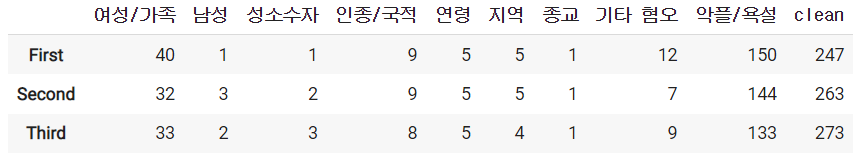 여성/가족 남성 성소수자 인종/국적 연령 지역 종교 기타 혐오 악플/욕설 clean
First 40 1 1 9 5 5 1 12 150 247
Second 32 3 2 9 5 5 1 7 144 263
Third 33 2 3 8 5 4 1 9 133 273